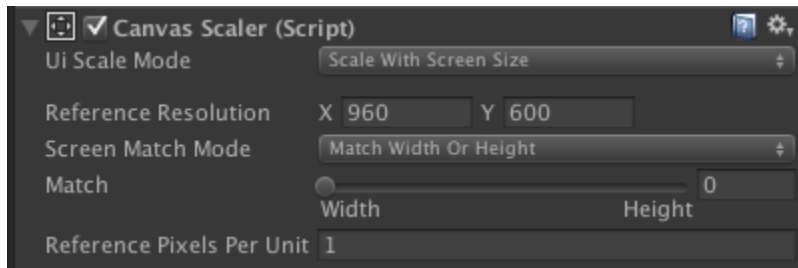 Canvas Scaler (Script)
Ui Scale Mode Scale With Screen Size
Reference Resolution X 960 Y 600
Screen Match Mode Match Width Or Height
Match 0
Width Height
Reference Pixels Per Unit 1